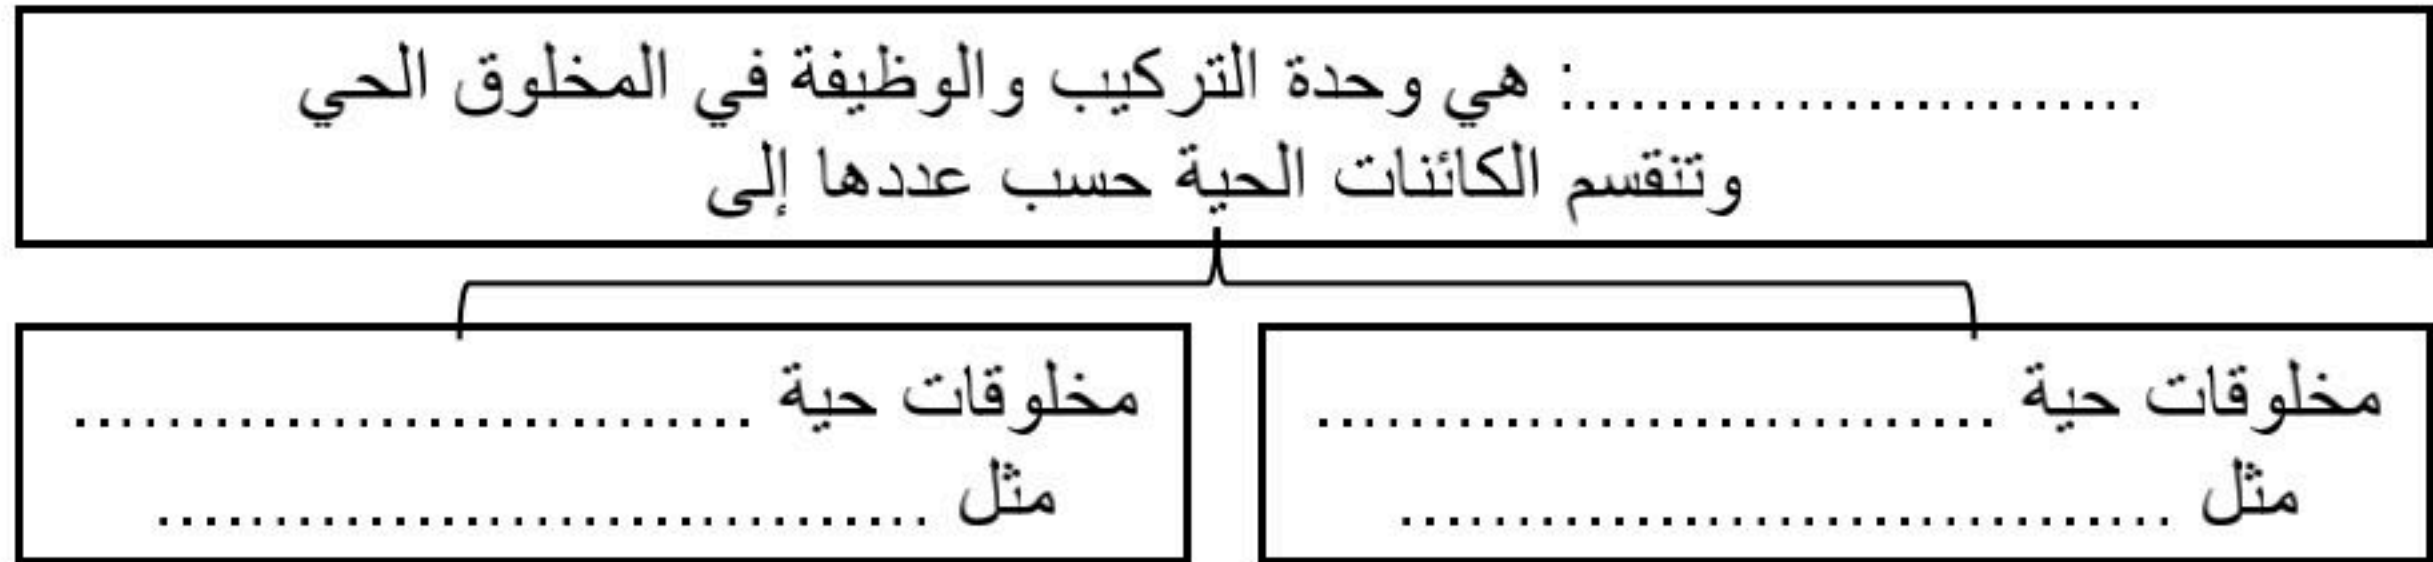 ..........................: هي وحدة التركيب والوظيفة في المخلوق الحي
وتنقسم الكائنات الحية حسب عددها إلى
مخلوقات حية .............................
مثل .................................
مخلوقات حية .............................
مثل .................................